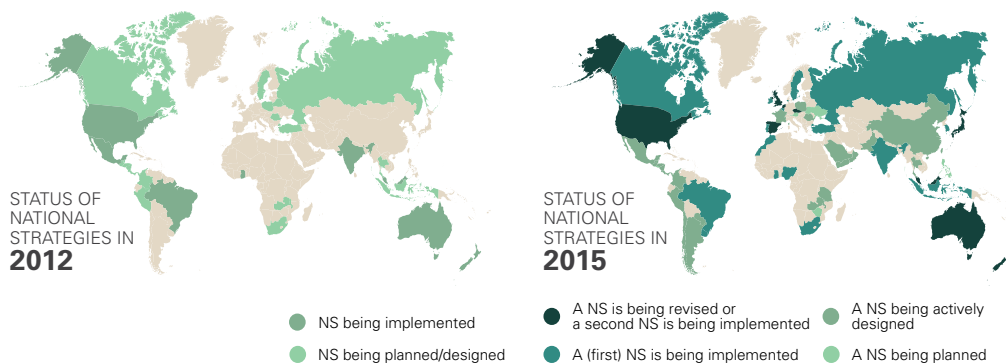 STATUS OF
NATIONAL
STRATEGIES IN
2012
NS being implemented
NS being planned/designed
STATUS OF
NATIONAL
STRATEGIES IN
2015
A NS is being revised or
a second NS is being implemented
A (first) NS is being implemented
A NS being actively
designed
A NS being planned